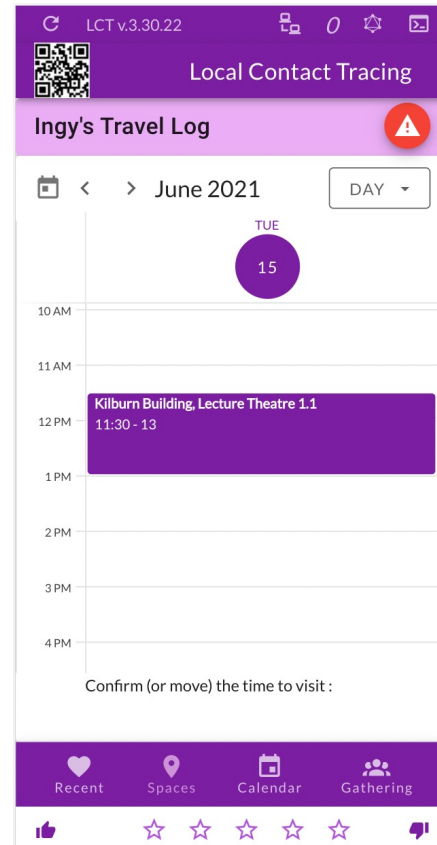 LCT v.3.30.22
0
Local Contact Tracing
Ingy's Travel Log
June 2021
DAY
TUE
15
10 AM
11 AM
Kilburn Building, Lecture Theatre 1.1
11:30 - 13
12 PM
1 PM
2 PM
3 PM
4 PM
Confirm (or move) the time to visit :
Recent
Spaces
Calendar
Gathering